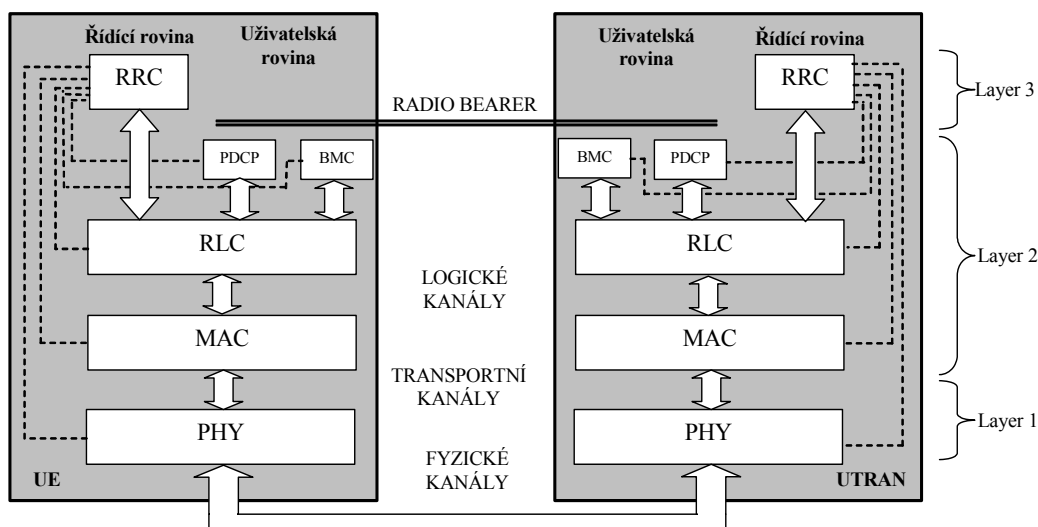 Řídící rovina
Uživatelská
rovina
RRC
PDCP
BMC
RLC
MAC
PHY
UE
RADIO BEARER
LOGICKÉ
KANÁLY
TRANSPORTNÍ
KANÁLY
FYZICKÉ
KANÁLY
Uživatelská
rovina
Řídící rovina
RRC
BMC
PDCP
RLC
MAC
PHY
UTRAN
Layer 3
Layer 2
Layer 1